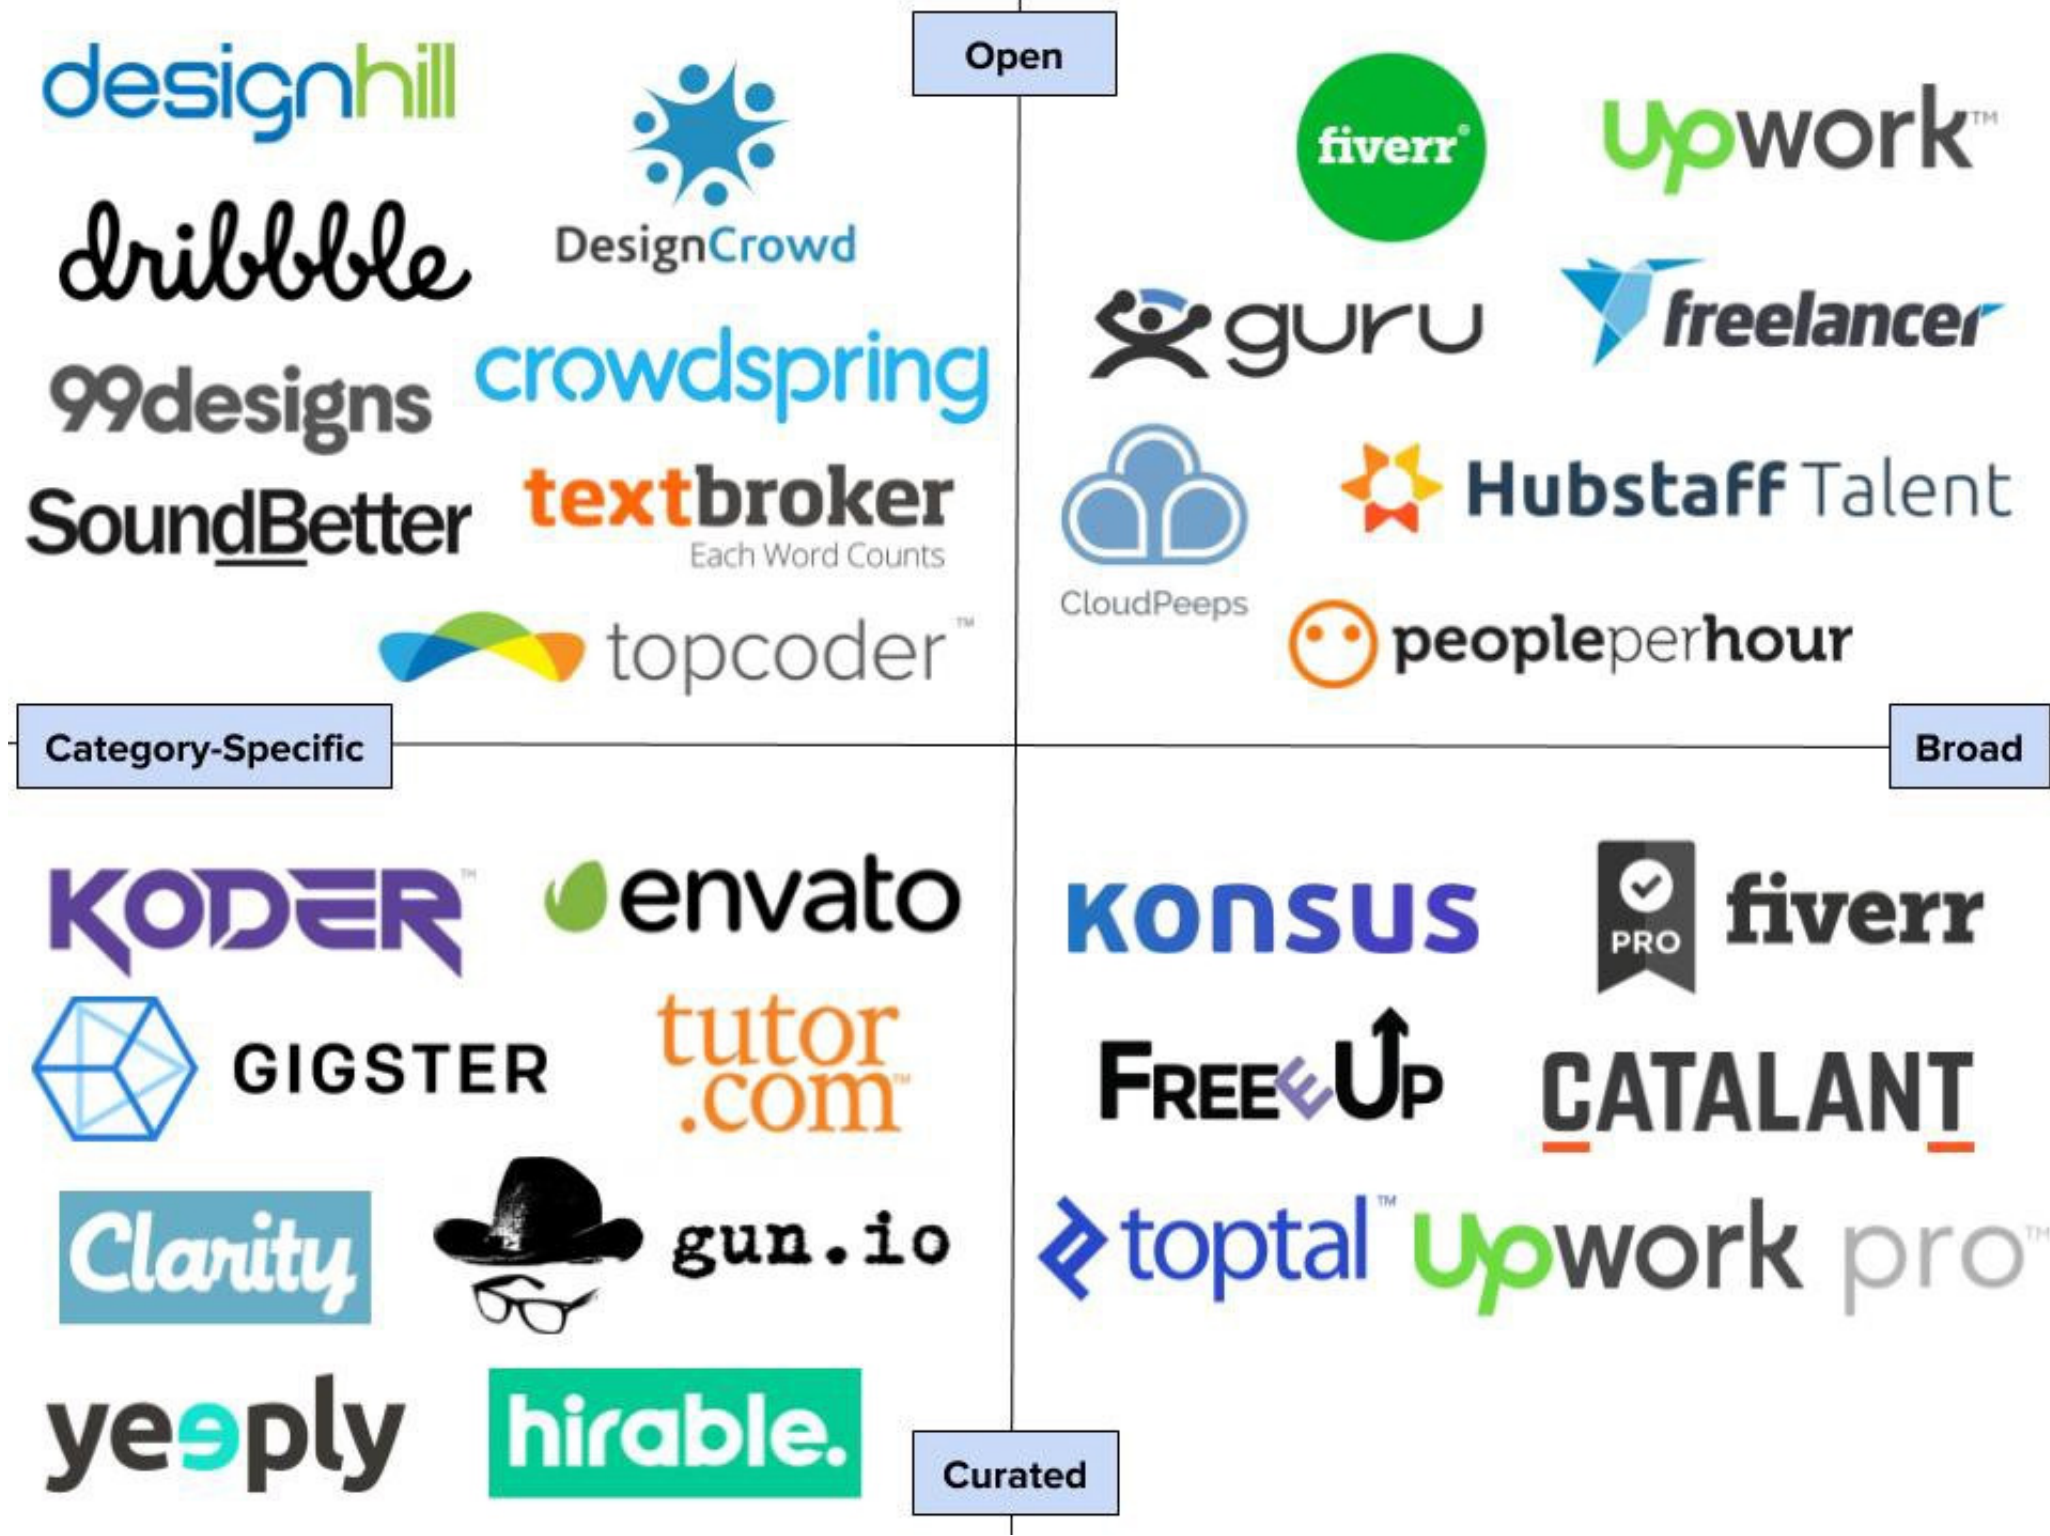 Open
designhill
DesignCrowd
dribbble
99designs
crowdspring
SoundBetter
textbroker
Each Word Counts
topcoder™
fiverr®
upwork™
guru
freelancer
CloudPeeps
Hubstaff Talent
peopleperhour
Category-Specific
Broad
KODER™
envato
GIGSTER
tutor
.com™
Clarity
gun.io
yeeply
hirable.
Konsus
PRO
fiverr
FREEEUP
CATALANT
toptal™
upwork pro™
Curated